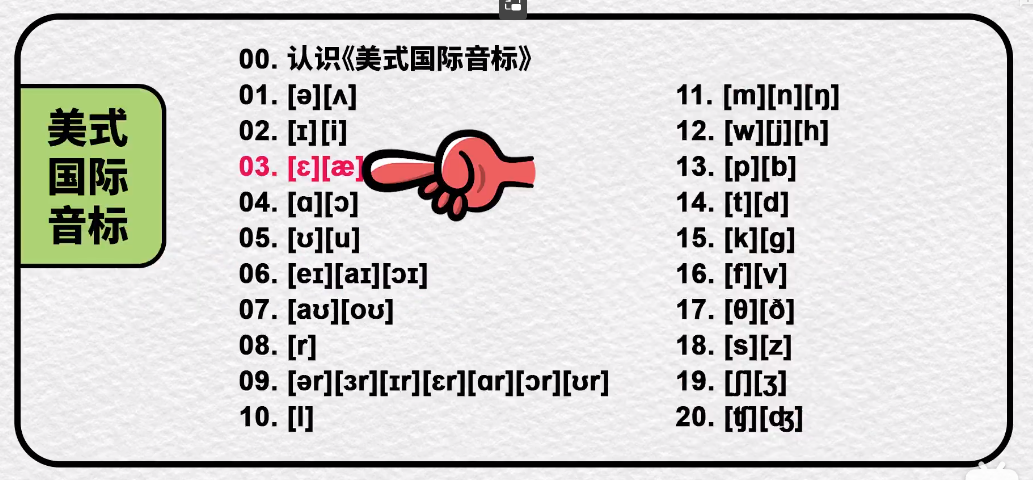 美式
国际
音标
00. 认识《美式国际音标》
01. [ə][ʌ]
02. [ɪ][i]
03. [ɛ][æ]
04. [ɑ][ɔ]
05. [ʊ][u]
06. [eɪ][aɪ][ɔɪ]
07. [aʊ][oʊ]
08. [r]
09. [ər][ɜr][ɪr][ɛr][ɑr][ɔr][ʊr]
10. [l]
11. [m][n][ŋ]
12. [w][j][h]
13. [p][b]
14. [t][d]
15. [k][g]
16. [f][v]
17. [θ][ð]
18. [s][z]
19. [ʃ][ʒ]
20. [ʧ][ʤ]